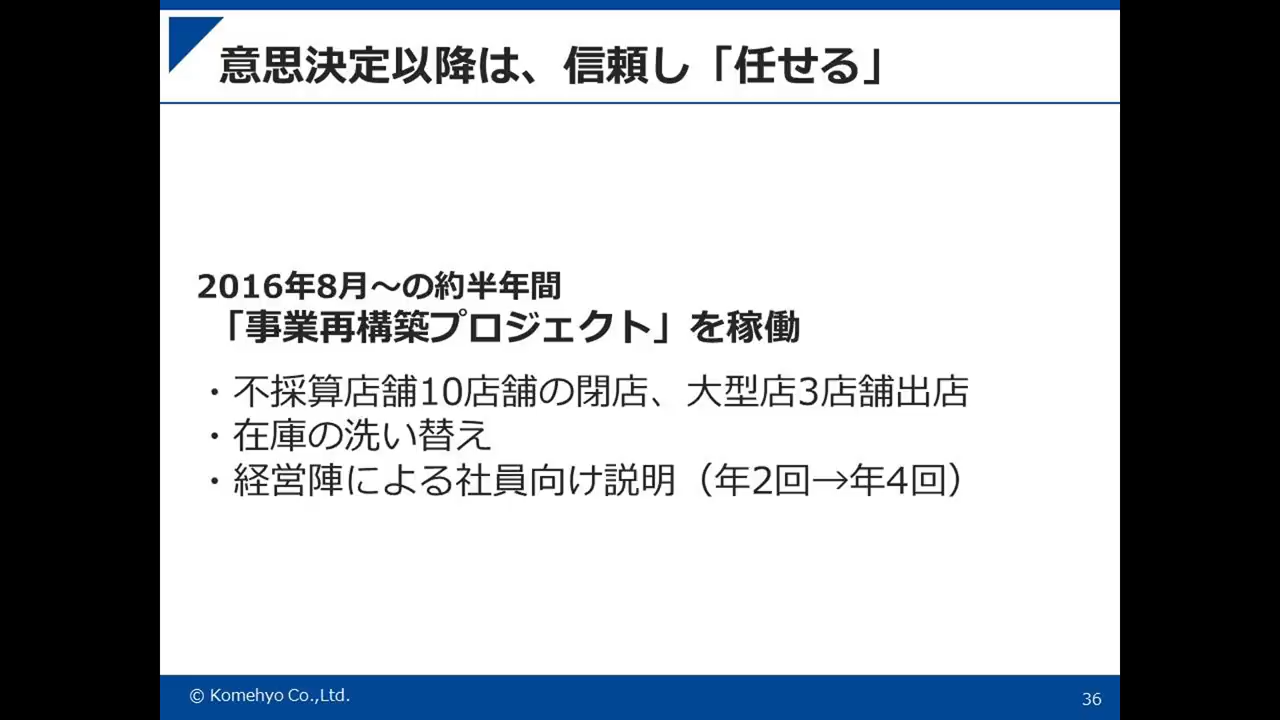 意思決定以降は、信頼し「任せる」
2016年8月～の約半年間
「事業再構築プロジェクト」を稼働
・不採算店舗10店舗の閉店、大型店3店舗出店
・在庫の洗い替え
・経営陣による社員向け説明（年2回→年4回）
© Komehyo Co.,Ltd.
36